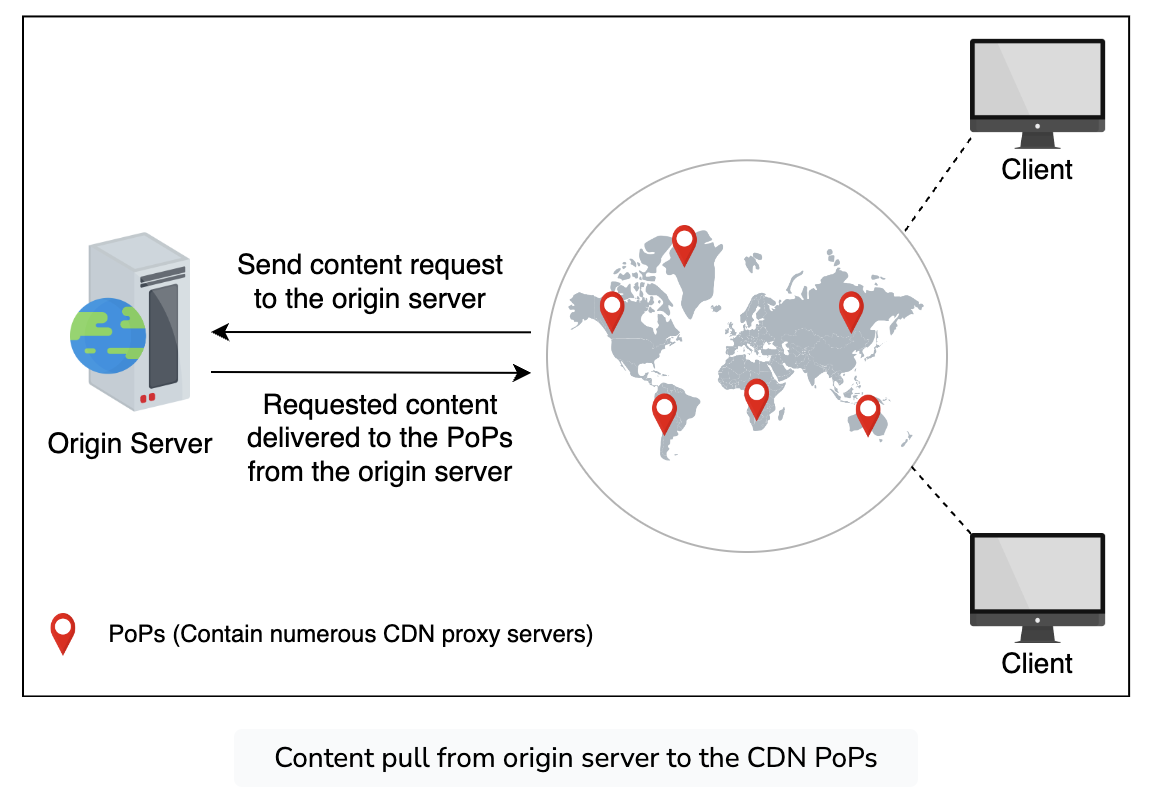 Client
Send content request
to the origin server
Requested content
delivered to the PoPs
from the origin server
Origin Server
PoPs (Contain numerous CDN proxy servers)
Client
Content pull from origin server to the CDN PoPs